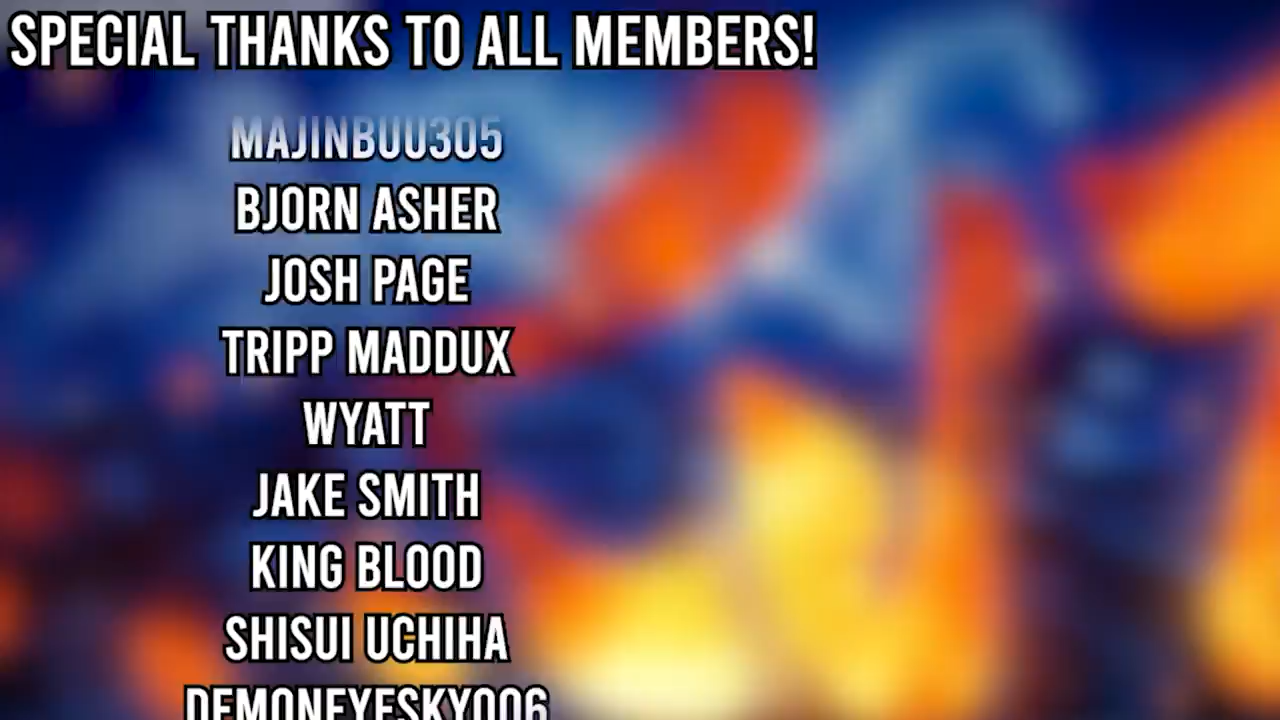 SPECIAL THANKS TO ALL MEMBERS!
MAJINBUU305
BJORN ASHER
JOSH PAGE
TRIPP MADDUX
WYATT
JAKE SMITH
KING BLOOD
SHISUI UCHIHA
DEMONEYESKY006